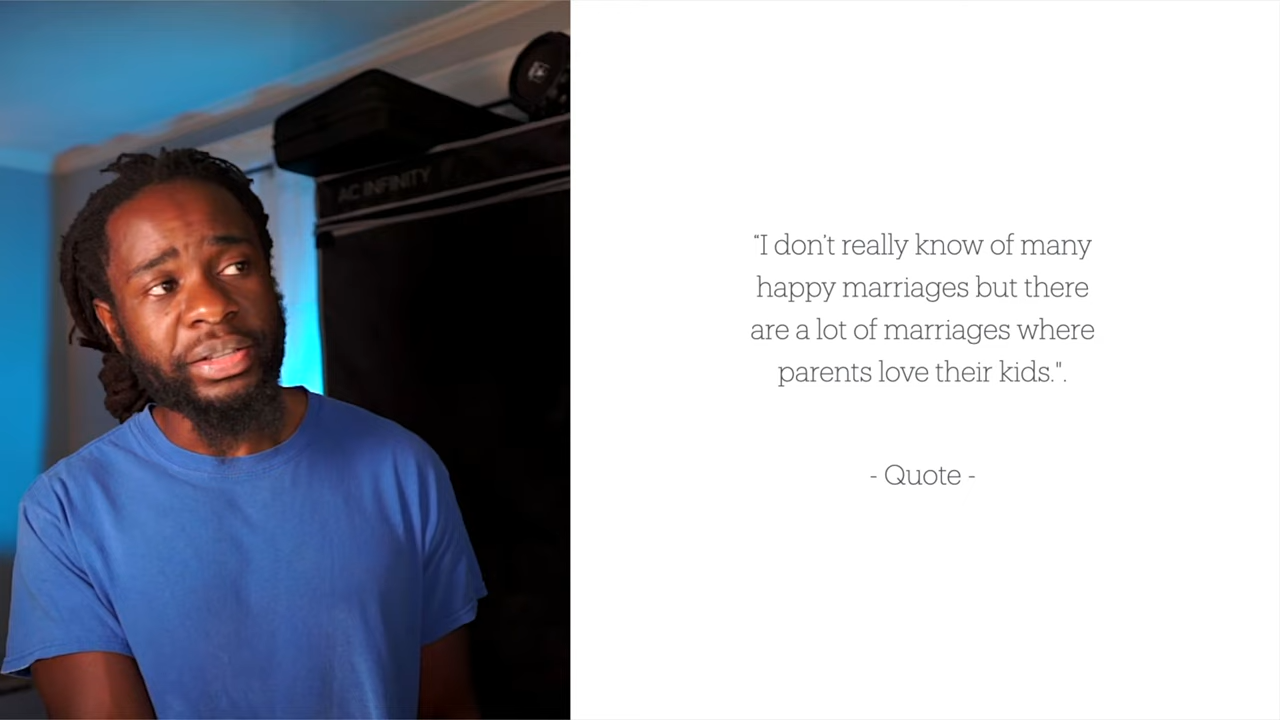 AC INFINITY
“I don’t really know of many
happy marriages but there
are a lot of marriages where
parents love their kids.".
- Quote -